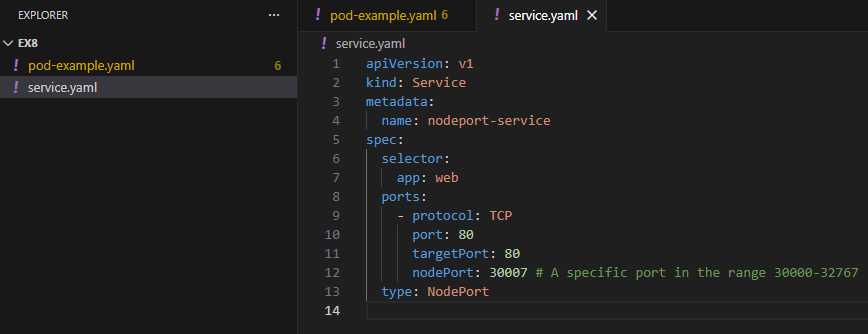 EXPLORER ···
EX8
! pod-example.yaml 6
! service.yaml
! pod-example.yaml 6
! service.yaml ×
! service.yaml
1 apiVersion: v1
2 kind: Service
3 metadata:
4   name: nodeport-service
5 spec:
6   selector:
7     app: web
8   ports:
9     - protocol: TCP
10       port: 80
11       targetPort: 80
12       nodePort: 30007 # A specific port in the range 30000-32767
13   type: NodePort
14